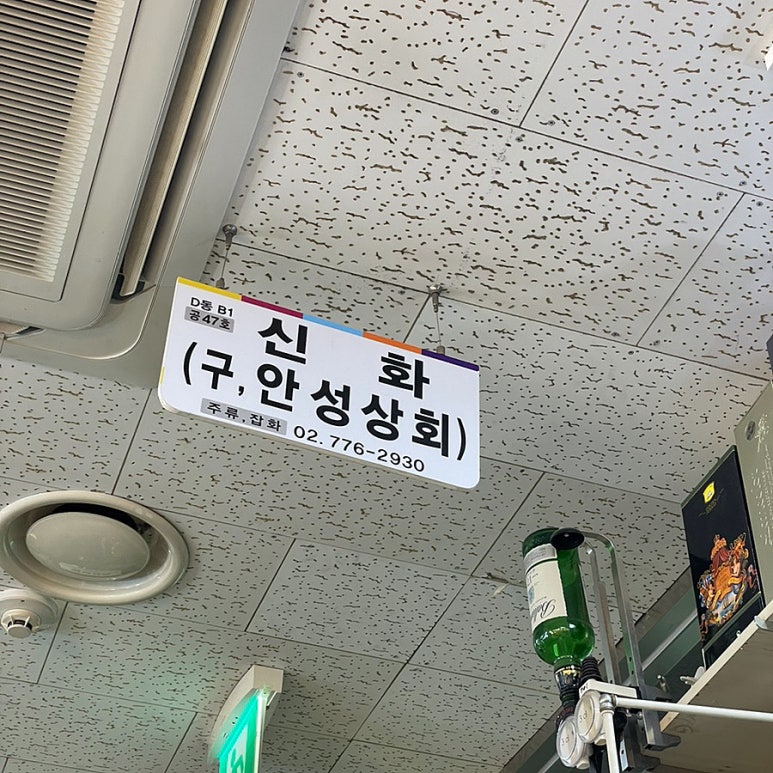 D동 B1
공47호
신 화
(구,안성상회)
주류,잡화
02.776-2930